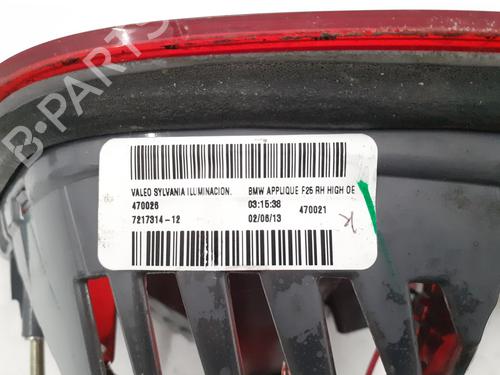 B-PARTS
VALEO SYLVANIA ILLUMINACION. BMW APPLIQUE F25 RH HIGH OE
470026 03:15:38 470021
7217314-12 02/08/13
K